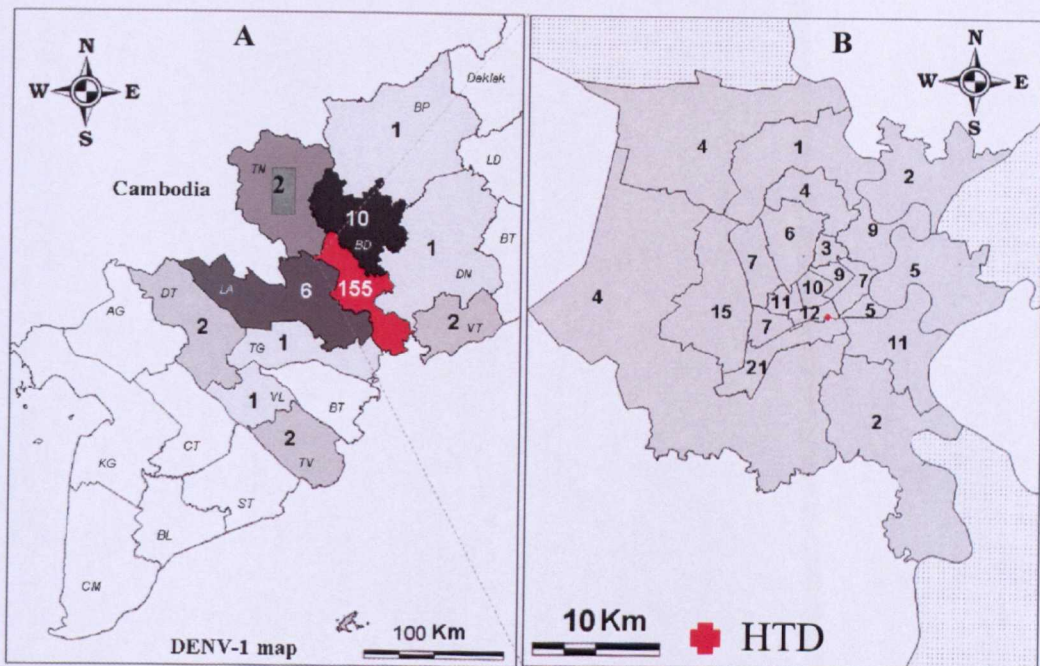 A
N
W E
S
Daklak
BP
1
LD
Cambodia
TN
2
10
BD
1
BT
DN
LA
6
155
DT
2
AG
TG
1
2 VT
1 VL
BT
2
TV
CT
KG
ST
BL
CM
DENV-1 map
100 Km
B
N
W E
S
4
1
2
4
9
6
3
7
5
9
10
7
4
11
15
12
5
7
11
21
2
10 Km
HTD